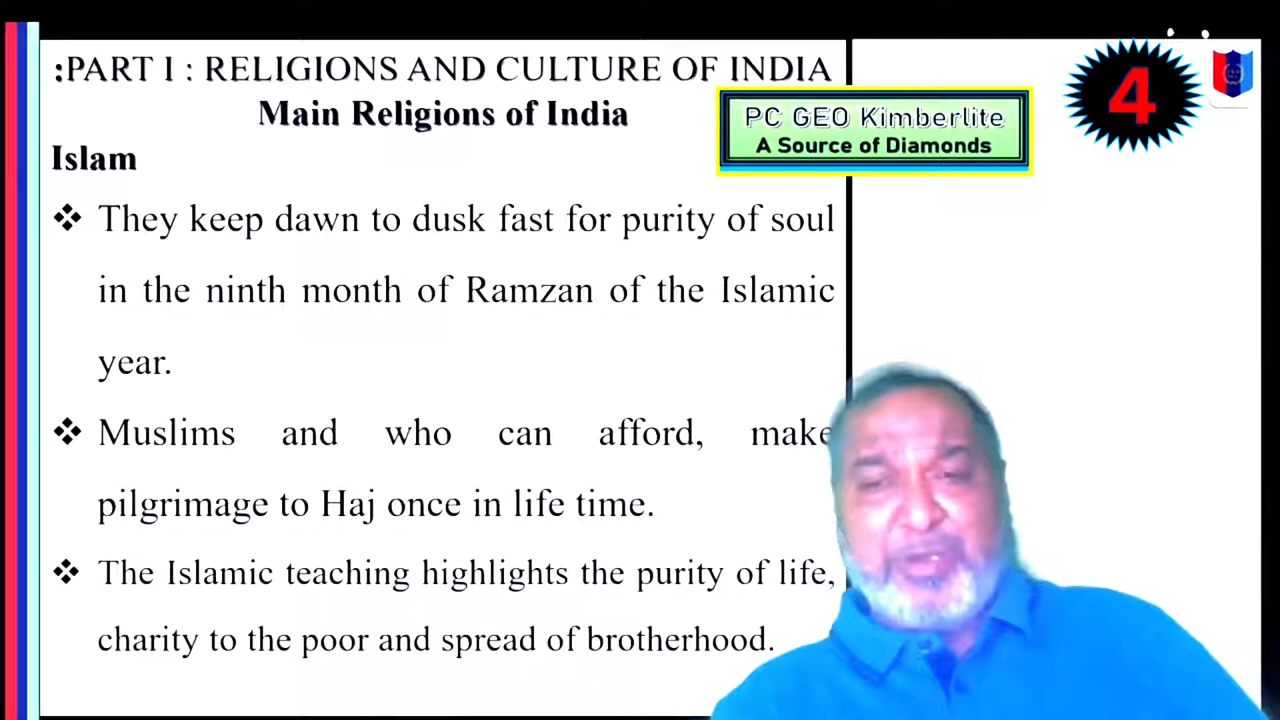 :PART I : RELIGIONS AND CULTURE OF INDIA
Main Religions of India
PC GEO Kimberlite
A Source of Diamonds
4
Islam
❖ They keep dawn to dusk fast for purity of soul
in the ninth month of Ramzan of the Islamic
year.
❖ Muslims and who can afford, make
pilgrimage to Haj once in life time.
❖ The Islamic teaching highlights the purity of life,
charity to the poor and spread of brotherhood.